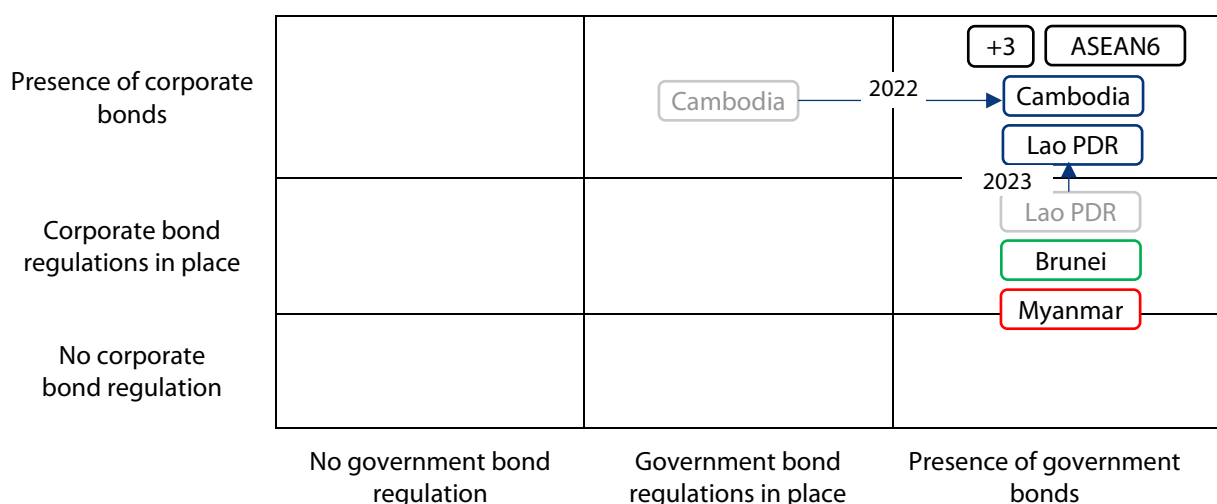 +3 ASEAN6
Presence of corporate
bonds
Cambodia 2022 Cambodia
Lao PDR
2023
Lao PDR
Corporate bond
regulations in place
Brunei
Myanmar
No corporate
bond regulation
No government bond
regulation
Government bond
regulations in place
Presence of government
bonds